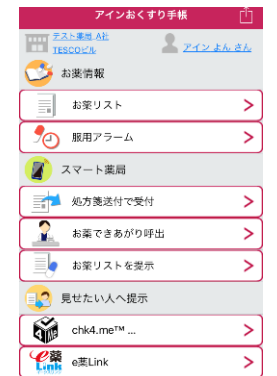 アインおくすり手帳
テスト薬局 A社
TESCOビル
アイン よん さん
お薬情報
お薬リスト
服用アラーム
スマート薬局
処方箋送付で受付
お薬できあがり呼出
お薬リストを提示
見せたい人へ提示
chk4.me™ ...
e薬
Link
e薬Link